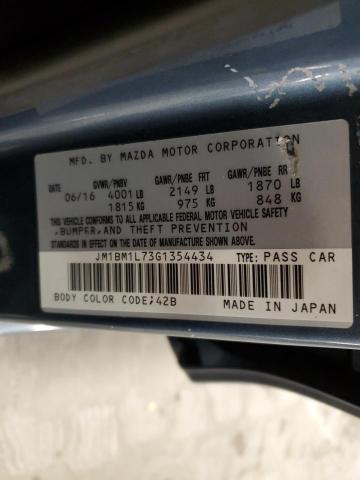 MFD. BY MAZDA MOTOR CORPORATION
DATE GVWR/PNBV GAWR/PNBE FRT GAWR/PNBE RR
06/16 4001 LB 2149 LB 1870 LB
1815 KG 975 KG 848 KG
THIS VEHICLE CONFORMS TO ALL APPLICABLE FEDERAL MOTOR VEHICLE SAFETY
,BUMPER,AND THEFT PREVENTION
STANDARDS IN EFFECT ON THE DATE OF MANUFACTURE SHOWN ABOVE.
JM1BM1L73G1354434 TYPE: PASS CAR
BODY COLOR CODE;42B MADE IN JAPAN